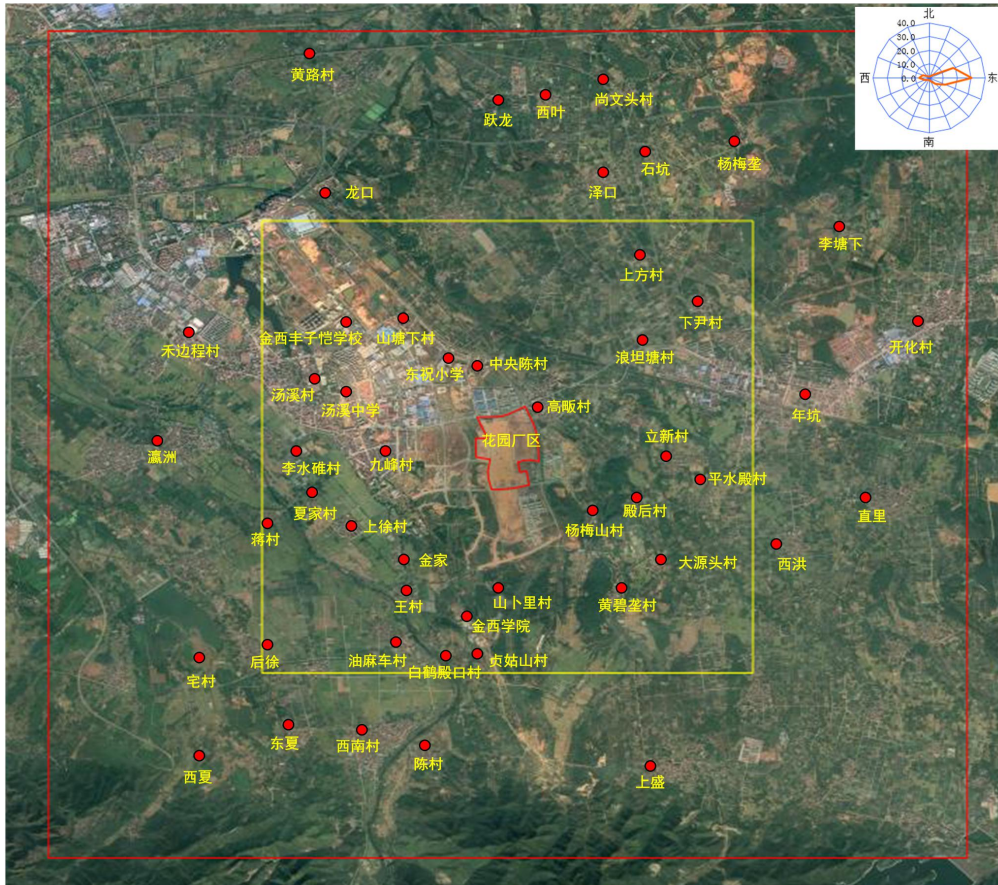 北
40.0
30.0
20.0
10.0
0.0
西
东
南
黄路村
尚文头村
西叶
跃龙
杨梅垄
石坑
泽口
龙口
李塘下
上方村
下尹村
金西丰子恺学校
山塘下村
禾边程村
开化村
浪坦塘村
东祝小学
中央陈村
汤溪村
汤溪中学
年坑
高畈村
花园厂区
立新村
瀛洲
李水碓村
九峰村
平水殿村
夏家村
殿后村
直里
上徐村
杨梅山村
蒋村
金家
大源头村
西洪
王村
山卜里村
黄碧垄村
金西学院
后徐
油麻车村
白鹤殿口村
贞姑山村
宅村
东夏
西南村
陈村
西夏
上盛